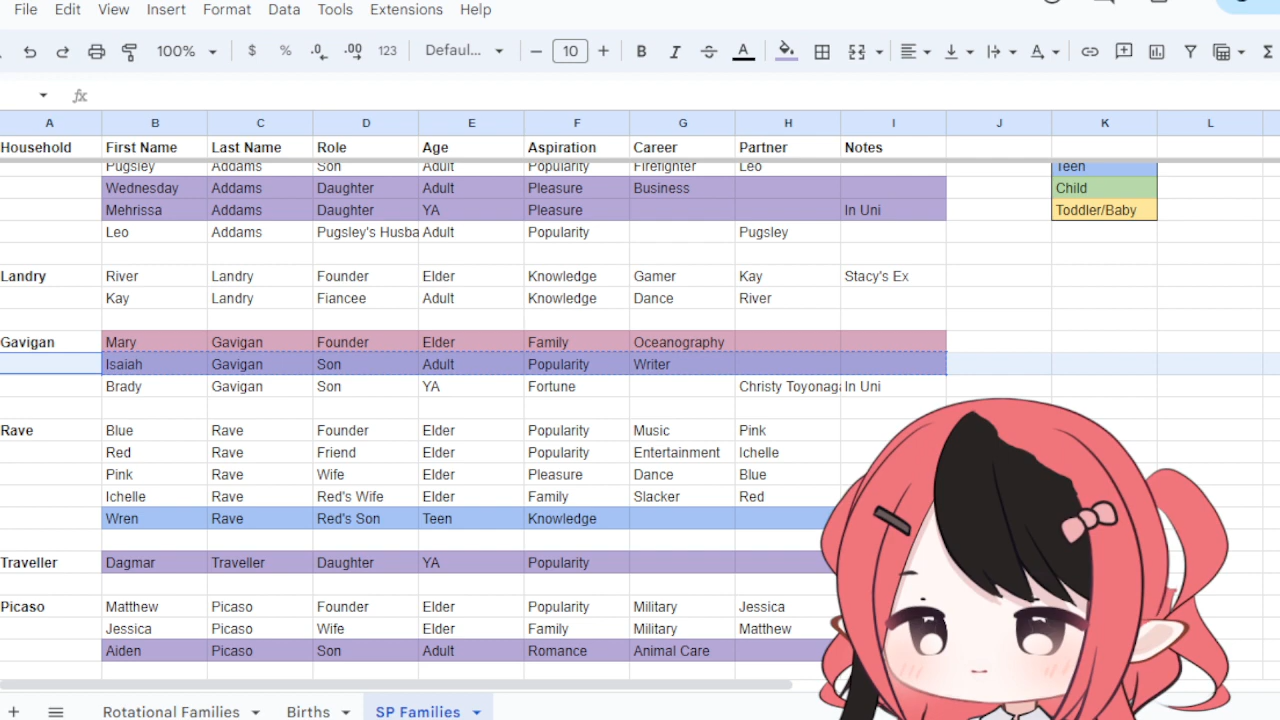 File Edit View Insert Format Data Tools Extensions Help
100% $ % .0 .00 123 Defaul... − 10 + B I A Σ
fx
A B C D E F G H I J K L
Household First Name Last Name Role Age Aspiration Career Partner Notes
Pugsley Addams Son Adult Popularity Firefighter Leo Teen
Wednesday Addams Daughter Adult Pleasure Business Child
Mehrissa Addams Daughter YA Pleasure In Uni Toddler/Baby
Leo Addams Pugsley's Husba Adult Popularity Pugsley
Landry River Landry Founder Elder Knowledge Gamer Kay Stacy's Ex
Kay Landry Fiancee Adult Knowledge Dance River
Gavigan Mary Gavigan Founder Elder Family Oceanography
Isaiah Gavigan Son Adult Popularity Writer
Brady Gavigan Son YA Fortune Christy Toyonaga In Uni
Rave Blue Rave Founder Elder Popularity Music Pink
Red Rave Friend Elder Popularity Entertainment Ichelle
Pink Rave Wife Elder Pleasure Dance Blue
Ichelle Rave Red's Wife Elder Family Slacker Red
Wren Rave Red's Son Teen Knowledge
Traveller Dagmar Traveller Daughter YA Popularity
Picaso Matthew Picaso Founder Elder Popularity Military Jessica
Jessica Picaso Wife Elder Family Military Matthew
Aiden Picaso Son Adult Romance Animal Care
+ Rotational Families Births SP Families